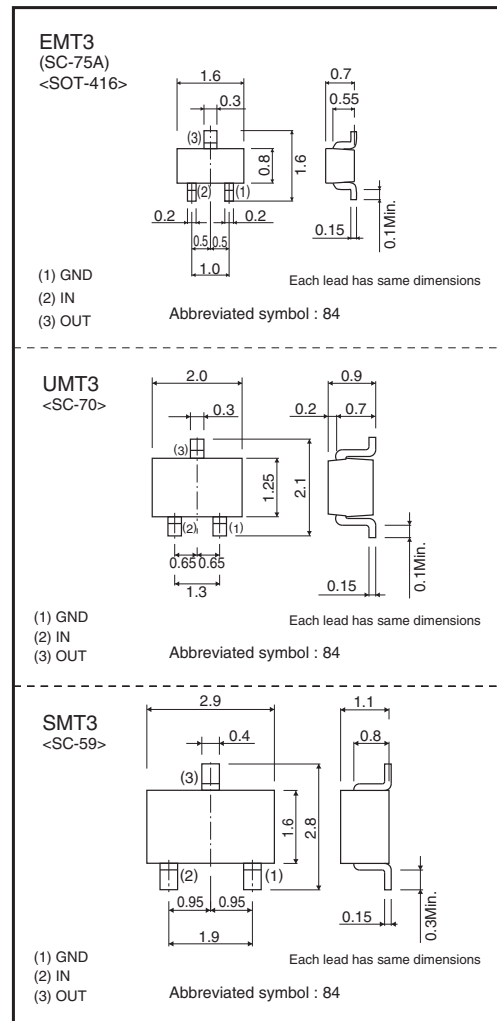 EMT3
(SC-75A)
<SOT-416>
1.6
0.3
(3)
0.8
1.6
(2) (1)
0.2 0.2
0.5 0.5
1.0
0.7
0.55
0.15
0.1Min.
(1) GND
(2) IN
(3) OUT
Each lead has same dimensions
Abbreviated symbol : 84
UMT3
<SC-70>
2.0
0.3
(3)
1.25
2.1
(2) (1)
0.65 0.65
1.3
0.9
0.2 0.7
0.15
0.1Min.
(1) GND
(2) IN
(3) OUT
Each lead has same dimensions
Abbreviated symbol : 84
SMT3
<SC-59>
2.9
0.4
(3)
1.6
2.8
(2) (1)
0.95 0.95
1.9
1.1
0.8
0.15
0.3Min.
(1) GND
(2) IN
(3) OUT
Each lead has same dimensions
Abbreviated symbol : 84